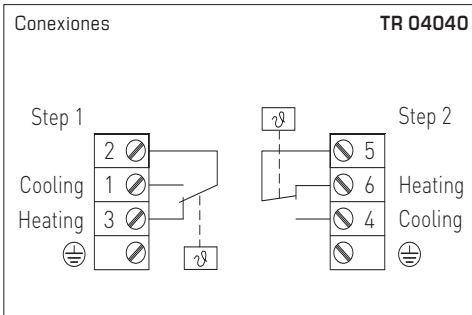 Conexiones TR 04040
Step 1 ϑ Step 2
2 5
Cooling 1 6 Heating
Heating 3 4 Cooling
ϑ